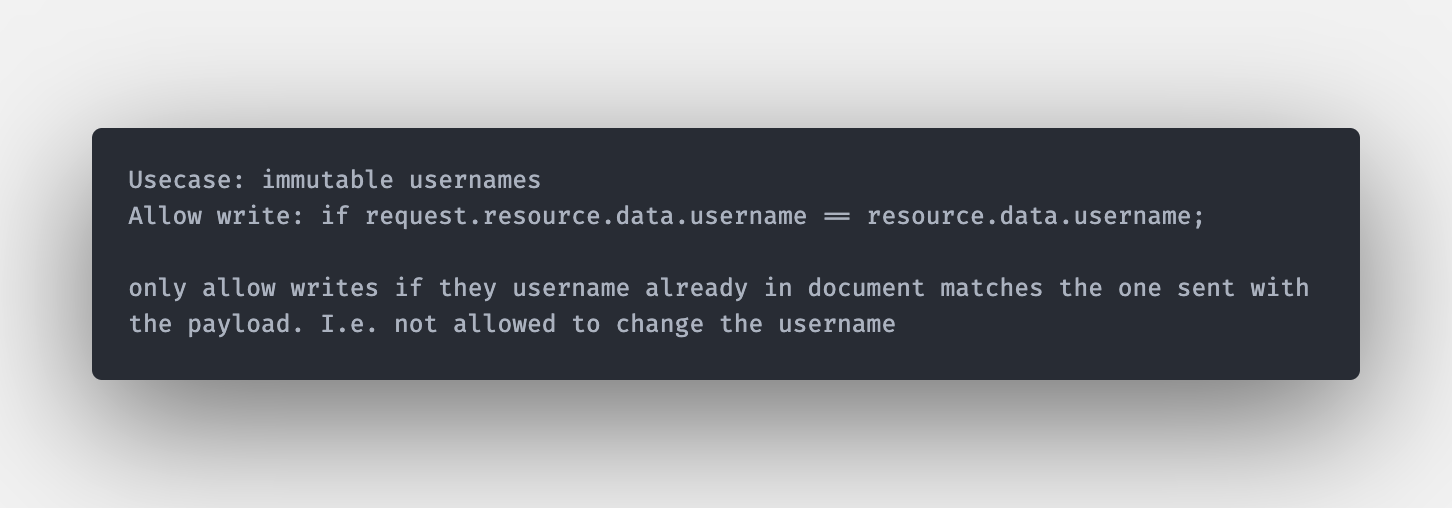 Usecase: immutable usernames
Allow write: if request.resource.data.username == resource.data.username;
only allow writes if they username already in document matches the one sent with
the payload. I.e. not allowed to change the username